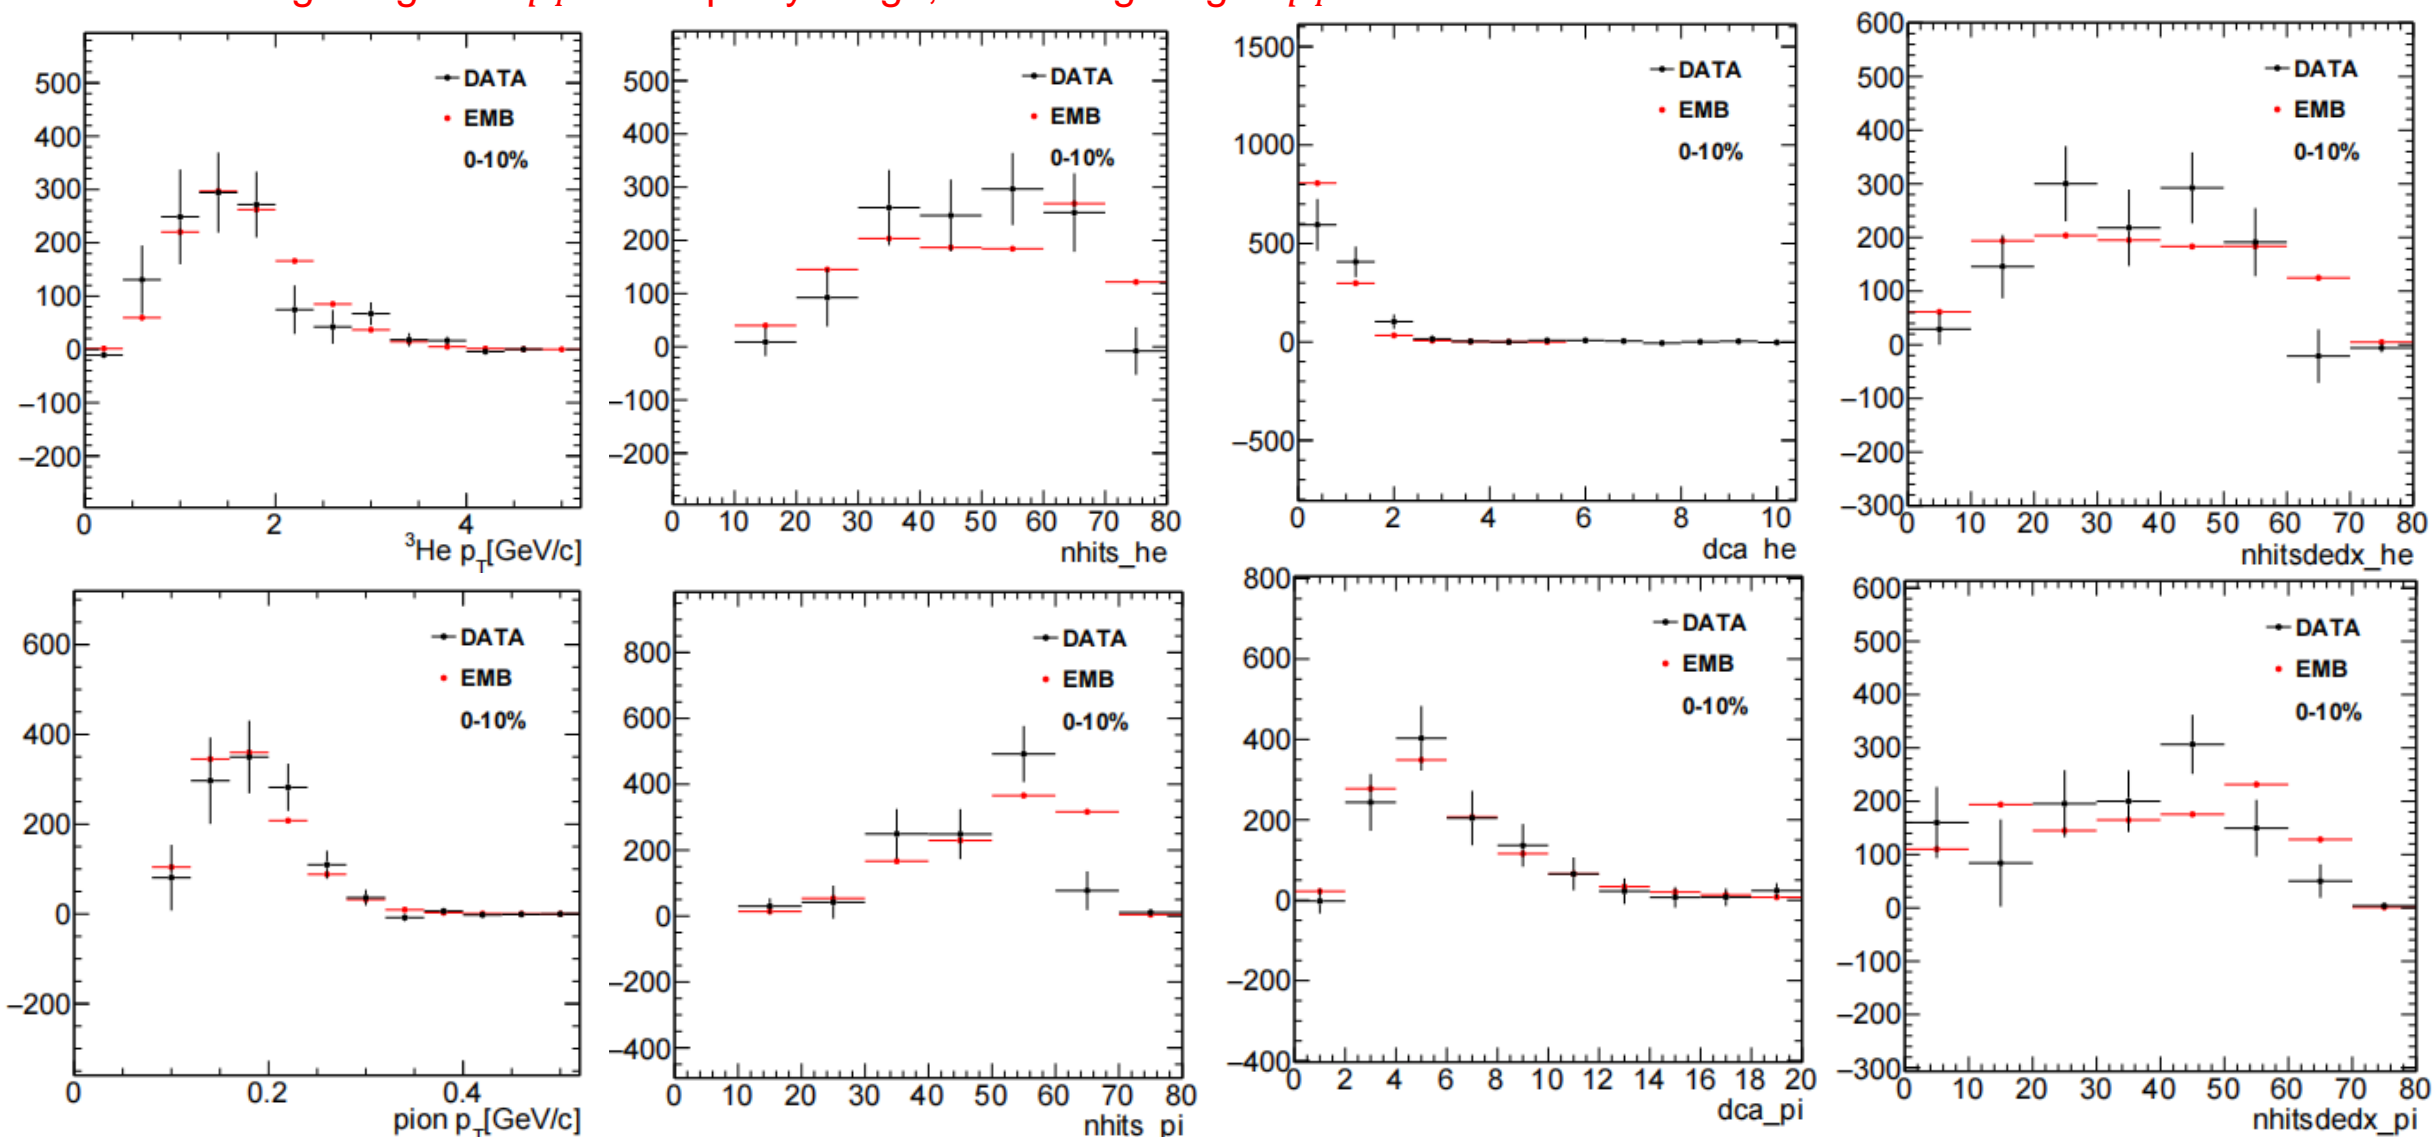 DATA
EMB
0-10%
500
400
300
200
100
0
−100
−200
0 2 4
³He p_T[GeV/c]
DATA
EMB
0-10%
500
400
300
200
100
0
−100
−200
0 10 20 30 40 50 60 70 80
nhits_he
DATA
EMB
0-10%
1500
1000
500
0
−500
0 2 4 6 8 10
dca he
DATA
EMB
0-10%
600
500
400
300
200
100
0
−100
−200
−300
0 10 20 30 40 50 60 70 80
nhitsdedx_he
DATA
EMB
0-10%
600
400
200
0
−200
0 0.2 0.4
pion p_T[GeV/c]
DATA
EMB
0-10%
800
600
400
200
0
−200
−400
0 10 20 30 40 50 60 70 80
nhits_pi
DATA
EMB
0-10%
800
600
400
200
0
−200
−400
0 2 4 6 8 10 12 14 16 18 20
dca_pi
DATA
EMB
0-10%
600
500
400
300
200
100
0
−100
−200
−300
0 10 20 30 40 50 60 70 80
nhitsdedx_pi